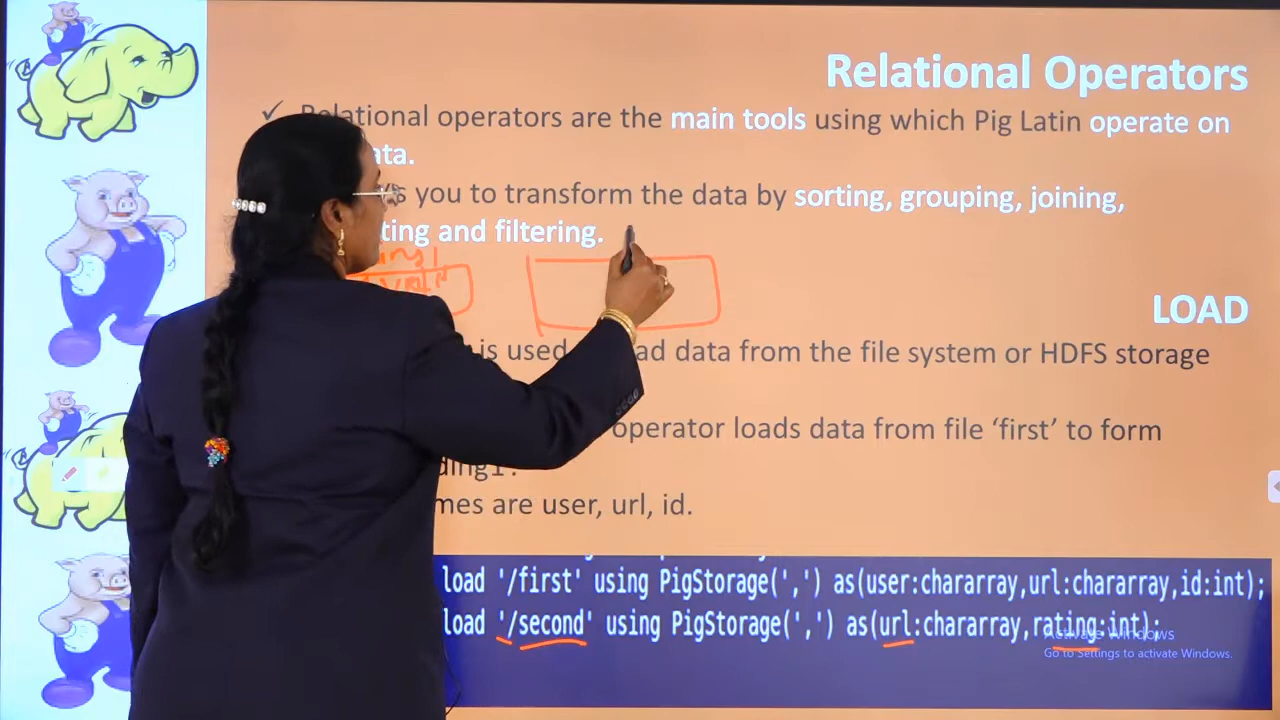 Relational Operators
✓ Relational operators are the main tools using which Pig Latin operate on
ata.
s you to transform the data by sorting, grouping, joining,
ting and filtering.
LOAD
is used ad data from the file system or HDFS storage
operator loads data from file ‘first’ to form
mes are user, url, id.
load '/first' using PigStorage(',') as(user:chararray,url:chararray,id:int);
load '/second' using PigStorage(',') as(url:chararray,rating:int);
Activate Windows
Go to Settings to activate Windows.